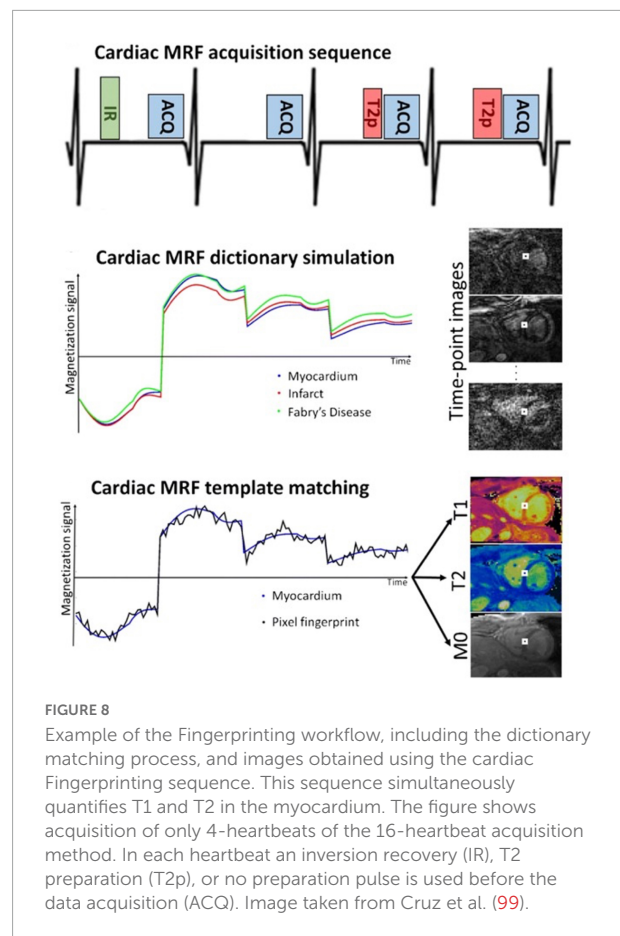 Cardiac MRF acquisition sequence
IR
ACQ
ACQ
T2p
ACQ
T2p
ACQ
Cardiac MRF dictionary simulation
Magnetization signal
Time
• Myocardium
• Infarct
• Fabry's Disease
Time-point images
Cardiac MRF template matching
Magnetization signal
Time
• Myocardium
• Pixel fingerprint
T1
T2
M0
FIGURE 8
Example of the Fingerprinting workflow, including the dictionary
matching process, and images obtained using the cardiac
Fingerprinting sequence. This sequence simultaneously
quantifies T1 and T2 in the myocardium. The figure shows
acquisition of only 4-heartbeats of the 16-heartbeat acquisition
method. In each heartbeat an inversion recovery (IR), T2
preparation (T2p), or no preparation pulse is used before the
data acquisition (ACQ). Image taken from Cruz et al. (99).